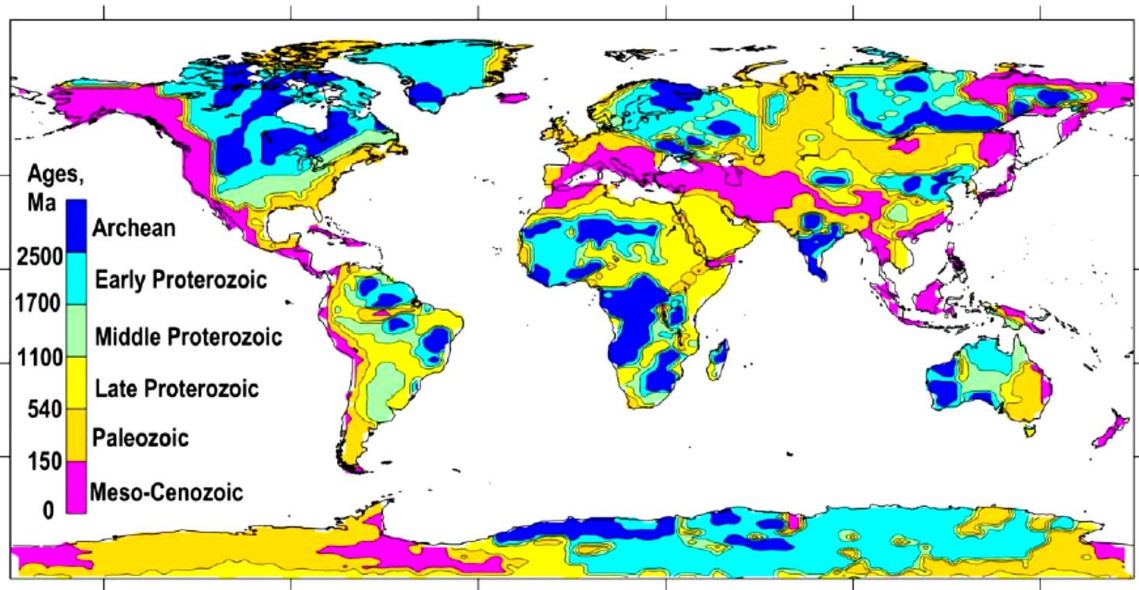 Ages,
Ma
Archean
2500
Early Proterozoic
1700
Middle Proterozoic
1100
Late Proterozoic
540
Paleozoic
150
Meso-Cenozoic
0